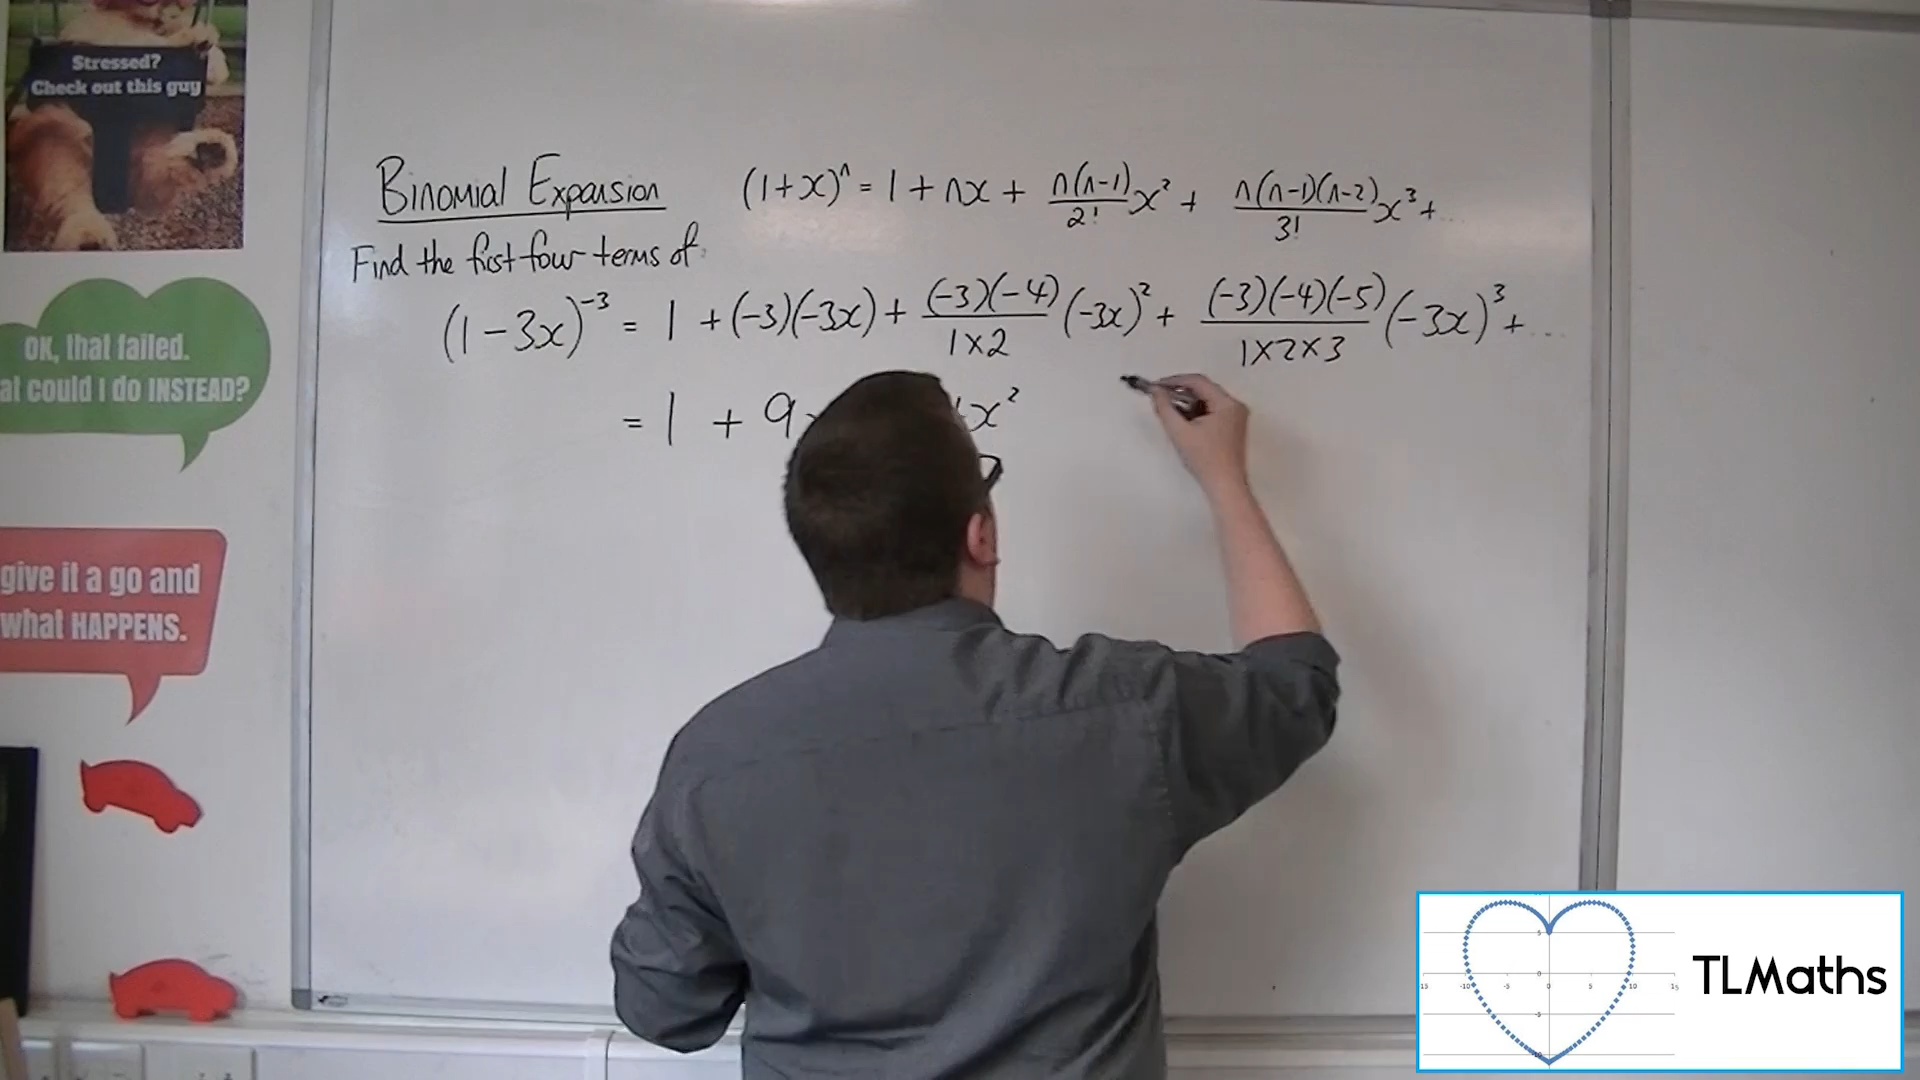 Stressed?
Check out this guy
Binomial Expansion (1+x)ⁿ = 1 + nx + n(n-1)/2! x² + n(n-1)(n-2)/3! x³ + ...
Find the first four terms of:
(1-3x)⁻³ = 1 + (-3)(-3x) + (-3)(-4)/1×2 (-3x)² + (-3)(-4)(-5)/1×2×3 (-3x)³ + ...
= 1 + 9 x²
OK, that failed.
could I do INSTEAD?
give it a go and
what HAPPENS.
TLMaths